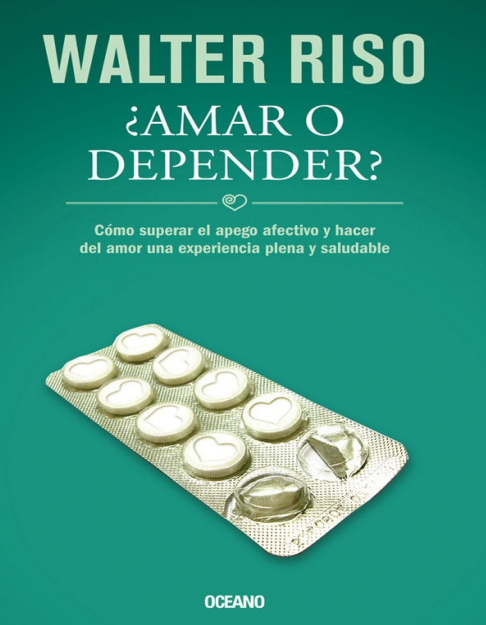 WALTER RISO
¿AMAR O
DEPENDER?
Cómo superar el apego afectivo y hacer
del amor una experiencia plena y saludable
OCEANO